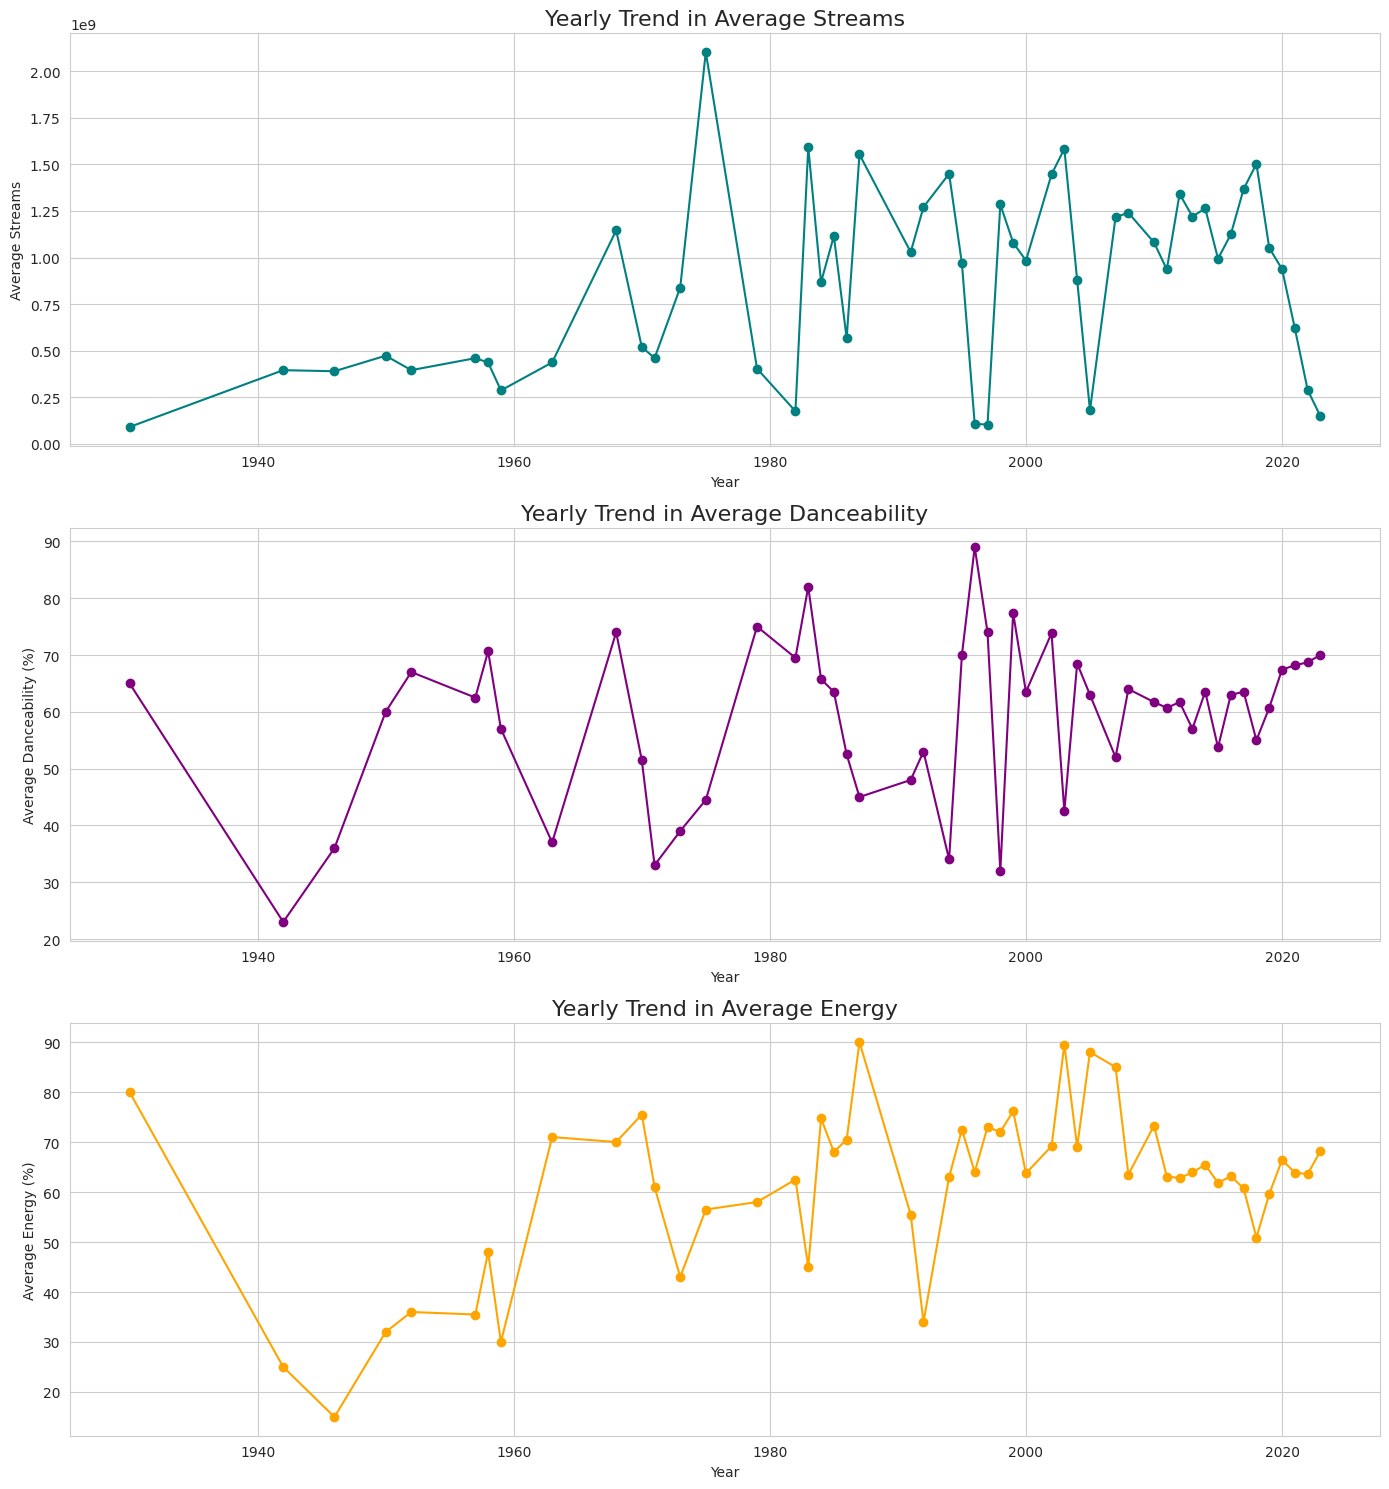 Yearly Trend in Average Streams
1e9
2.00
1.75
1.50
1.25
1.00
0.75
0.50
0.25
0.00
Average Streams
1940 1960 1980 2000 2020
Year
Yearly Trend in Average Danceability
90
80
70
60
50
40
30
20
Average Danceability (%)
1940 1960 1980 2000 2020
Year
Yearly Trend in Average Energy
90
80
70
60
50
40
30
20
Average Energy (%)
1940 1960 1980 2000 2020
Year